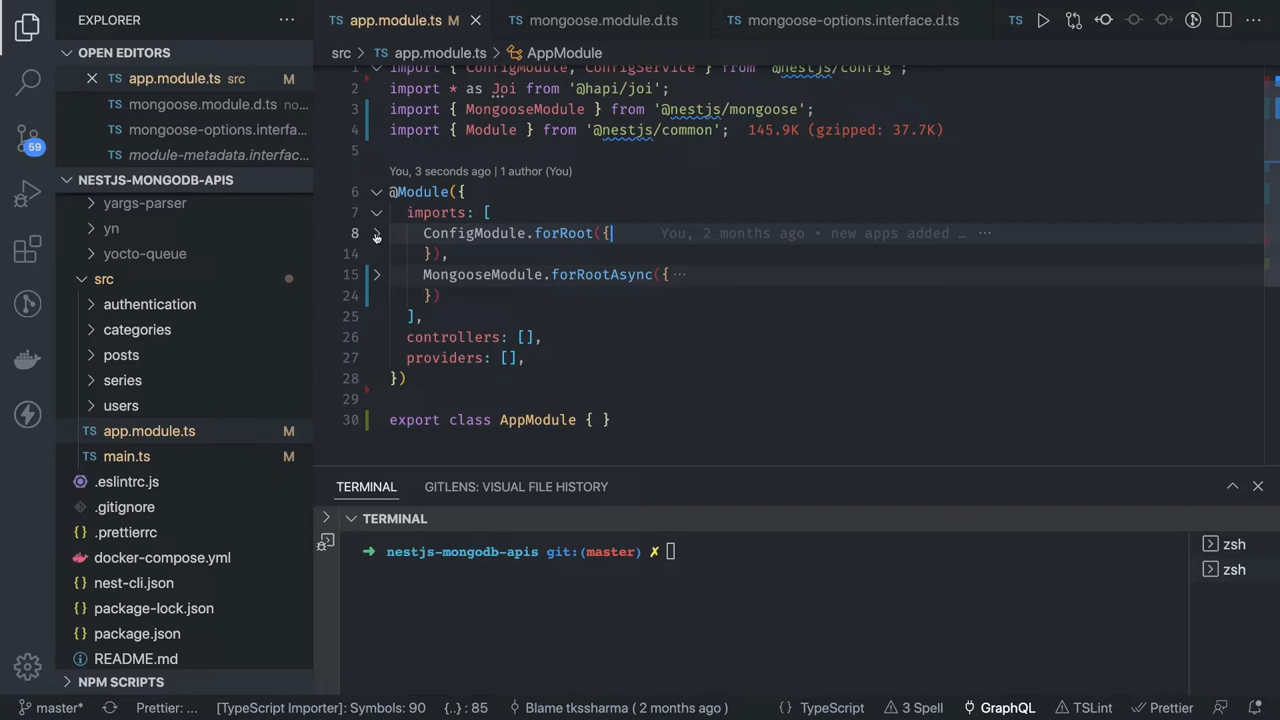 EXPLORER
OPEN EDITORS
app.module.ts src M
mongoose.module.d.ts no...
TS mongoose-options.interfa...
TS module-metadata.interfac...
NESTJS-MONGODB-APIS
yargs-parser
yn
yocto-queue
src
authentication
categories
posts
series
users
TS app.module.ts M
TS main.ts M
.eslintrc.js
.gitignore
{ } .prettierrc
docker-compose.yml
{ } nest-cli.json
{ } package-lock.json
{ } package.json
README.md
NPM SCRIPTS
59
TS app.module.ts M
TS mongoose.module.d.ts
TS mongoose-options.interface.d.ts
TS
src > TS app.module.ts > AppModule
1 import { ConfigModule, ConfigService } from '@nestjs/config';
2 import * as Joi from '@hapi/joi';
3 import { MongooseModule } from '@nestjs/mongoose';
4 import { Module } from '@nestjs/common'; 145.9K (gzipped: 37.7K)
5
You, 3 seconds ago | 1 author (You)
6 @Module({
7 imports: [
8 ConfigModule.forRoot({ You, 2 months ago • new apps added … ...
14 }),
15 MongooseModule.forRootAsync({ ...
24 })
25 ],
26 controllers: [],
27 providers: [],
28 })
29
30 export class AppModule { }
TERMINAL
GITLENS: VISUAL FILE HISTORY
TERMINAL
➜ nestjs-mongodb-apis git:(master) ✗
zsh
zsh
master*
Prettier: ...
[TypeScript Importer]: Symbols: 90
{..} : 85
Blame tkssharma ( 2 months ago )
{ } TypeScript
3 Spell
GraphQL
TSLint
Prettier